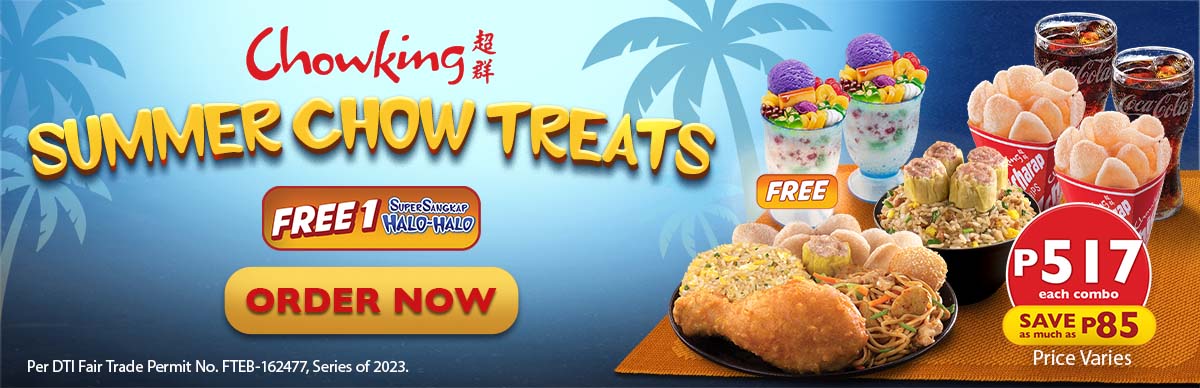 Chowking 超群
SUMMER CHOW TREATS
FREE 1 SUPERSANGKAP
HALO-HALO
ORDER NOW
Per DTI Fair Trade Permit No. FTEB-162477, Series of 2023.
FREE
Coca-Cola
Coca-Cola
P517
each combo
SAVE
as much as P85
Price Varies